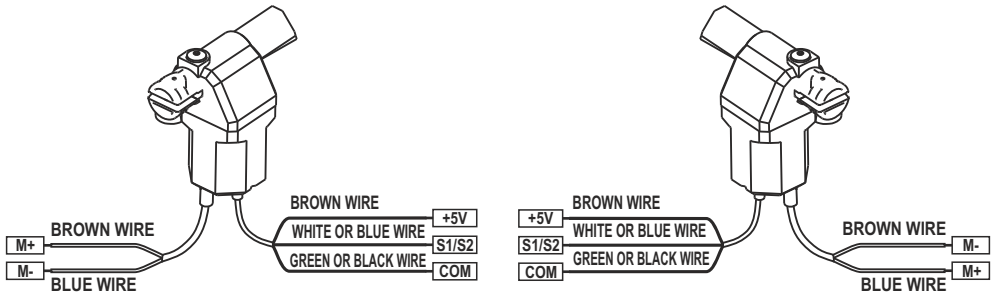 BROWN WIRE
M+
M-
BLUE WIRE
BROWN WIRE
+5V
WHITE OR BLUE WIRE
S1/S2
GREEN OR BLACK WIRE
COM
BROWN WIRE
+5V
WHITE OR BLUE WIRE
S1/S2
GREEN OR BLACK WIRE
COM
BROWN WIRE
M-
M+
BLUE WIRE